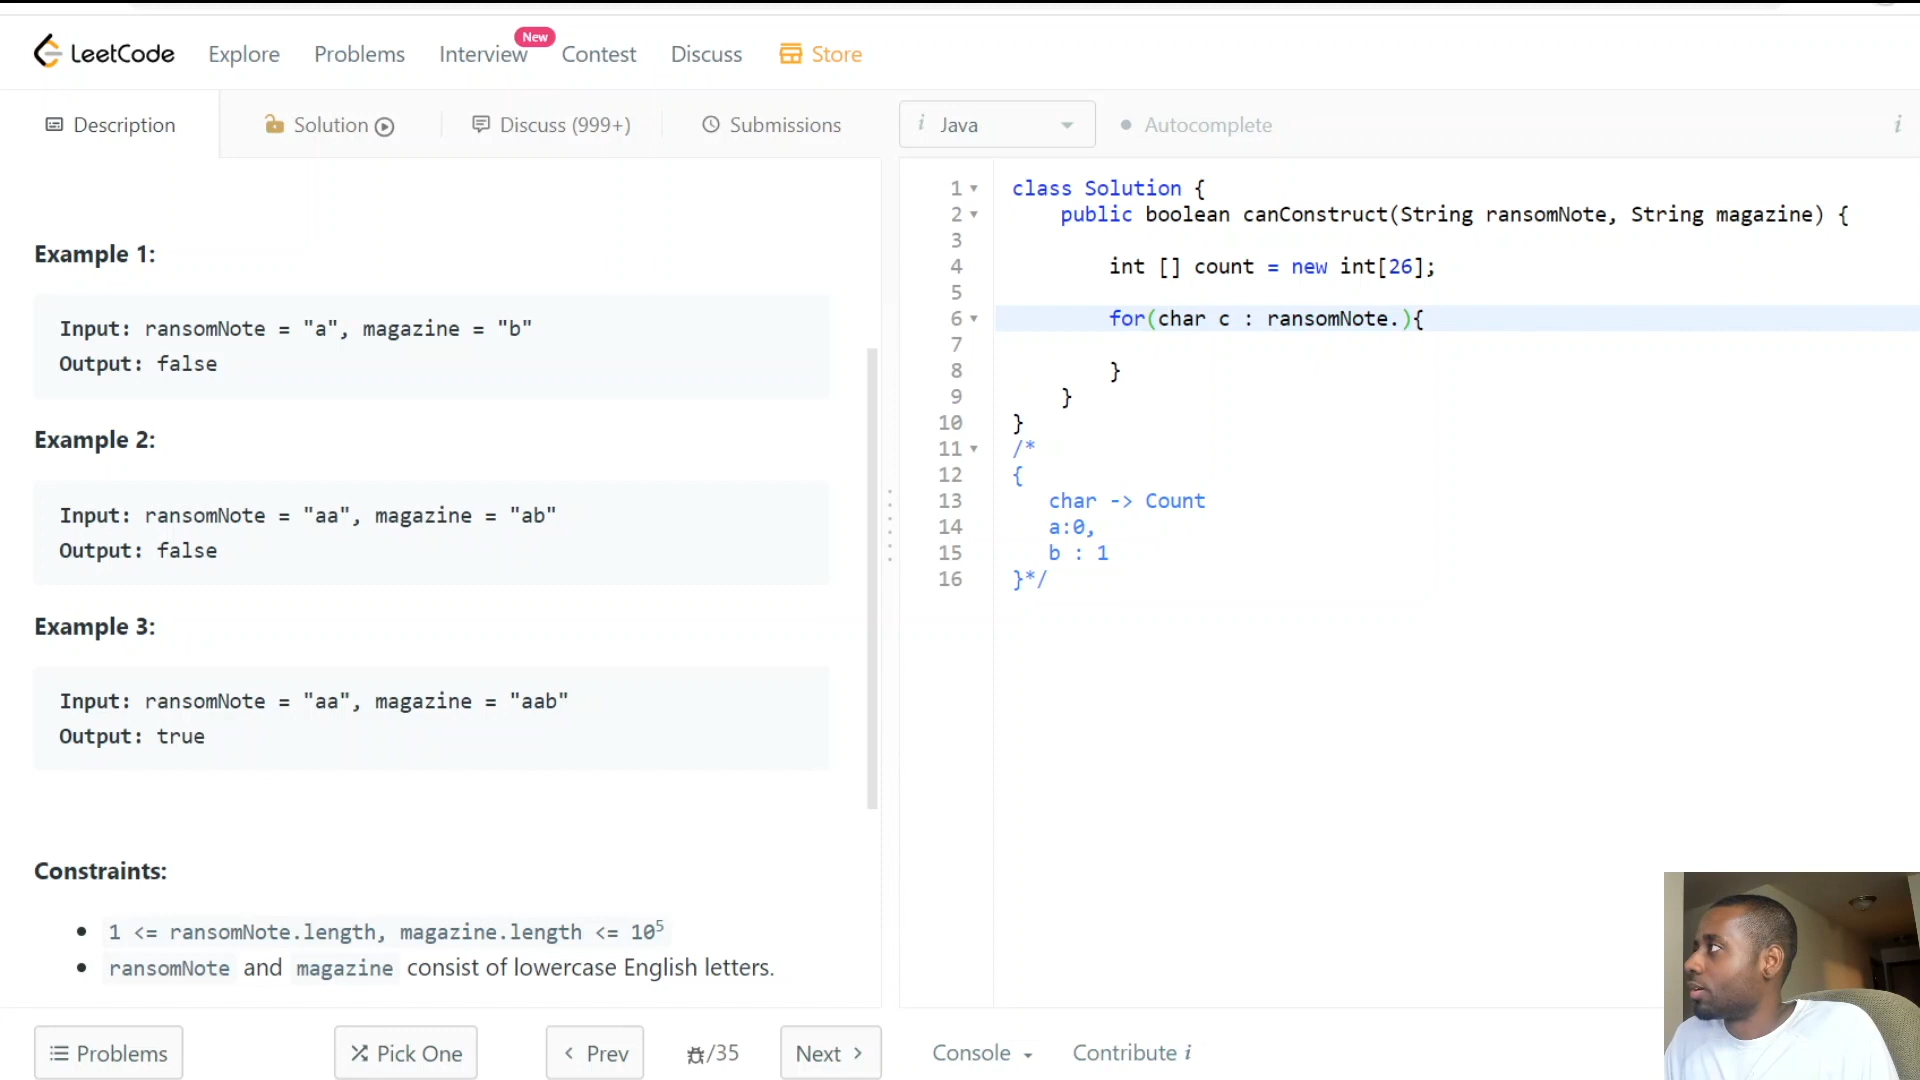 LeetCode Explore Problems Interview New Contest Discuss Store
Description Solution Discuss (999+) Submissions
i Java Autocomplete i
Example 1:
Input: ransomNote = "a", magazine = "b"
Output: false
Example 2:
Input: ransomNote = "aa", magazine = "ab"
Output: false
Example 3:
Input: ransomNote = "aa", magazine = "aab"
Output: true
Constraints:
• 1 <= ransomNote.length, magazine.length <= 10⁵
• ransomNote and magazine consist of lowercase English letters.
1 class Solution {
2 public boolean canConstruct(String ransomNote, String magazine) {
3
4 int [] count = new int[26];
5
6 for(char c : ransomNote.){
7
8 }
9 }
10 }
11 /*
12 {
13 char -> Count
14 a:0,
15 b : 1
16 }*/
Problems Pick One < Prev /35 Next > Console Contribute i